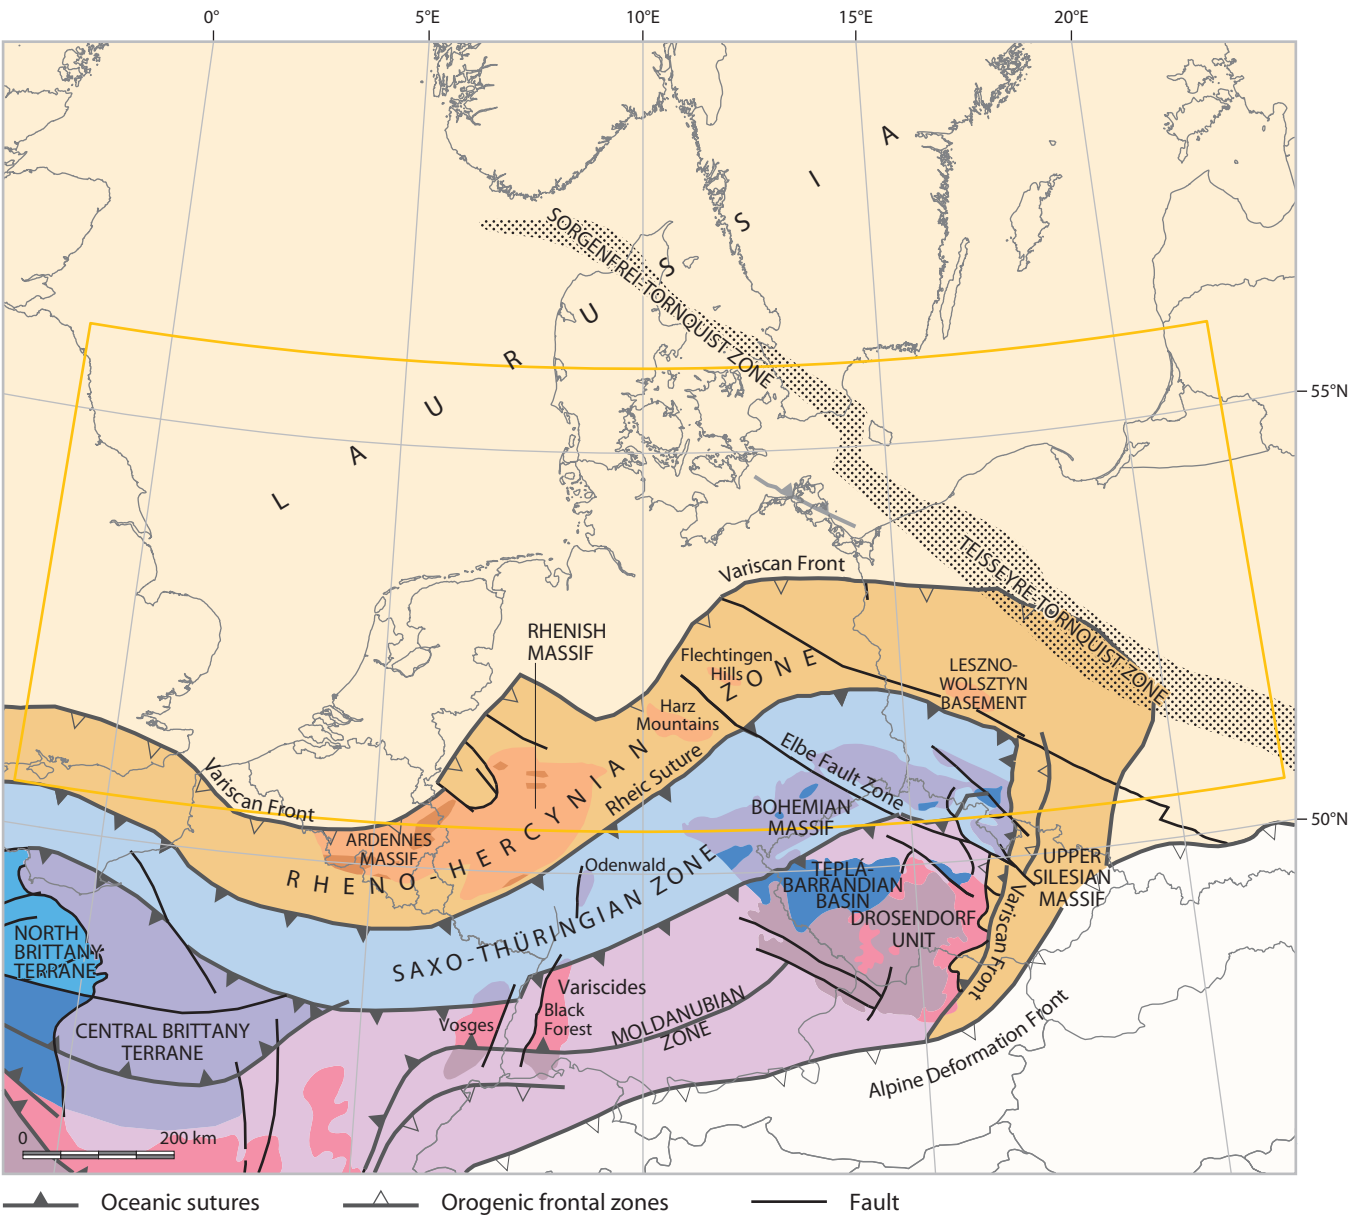 0°
5°E
10°E
15°E
20°E
55°N
50°N
L A U R U S S I A
SORGENFREI-TORNQUIST ZONE
TEISSEYRE-TORNQUIST ZONE
Variscan Front
RHENISH
MASSIF
Flechtingen
Hills
LESZNO-
WOLSZTYN
BASEMENT
Harz
Mountains
RHENO HERCYNIAN ZONE
Rheic Suture
Elbe Fault Zone
Variscan Front
ARDENNES
MASSIF
BOHEMIAN
MASSIF
Odenwald
TEPLÁ-
BARRANDIAN
BASIN
UPPER
SILESIAN
MASSIF
DROSENDORF
UNIT
Variscan Front
SAXO-THÜRINGIAN ZONE
NORTH
BRITTANY
TERRANE
Variscides
Black
Forest
Vosges
MOLDANUBIAN
ZONE
CENTRAL BRITTANY
TERRANE
Alpine Deformation Front
0
200 km
Oceanic sutures
Orogenic frontal zones
Fault